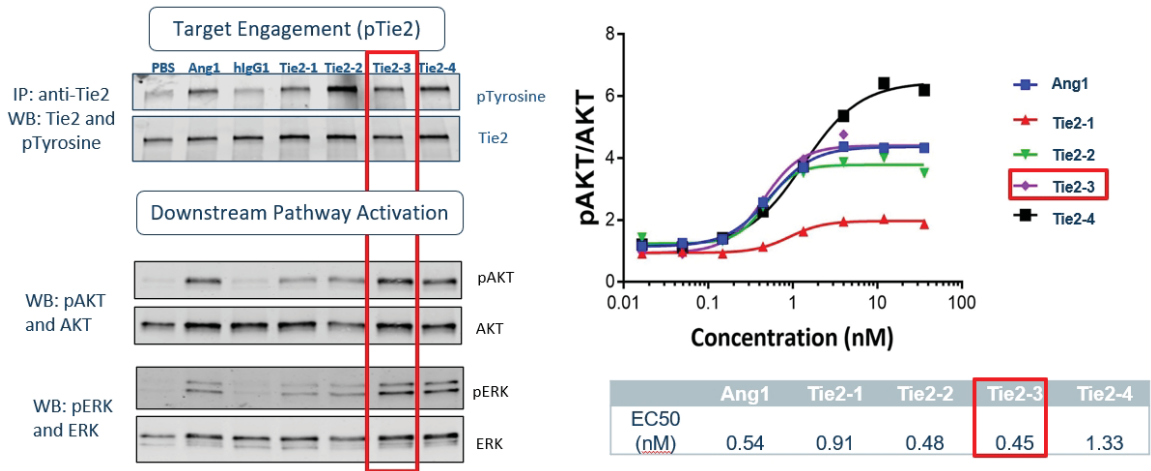 Target Engagement (pTie2)
PBS Ang1 hIgG1 Tie2-1 Tie2-2 Tie2-3 Tie2-4
IP: anti-Tie2
WB: Tie2 and
pTyrosine
pTyrosine
Tie2
Downstream Pathway Activation
WB: pAKT
and AKT
pAKT
AKT
WB: pERK
and ERK
pERK
ERK
pAKT/AKT
8
6
4
2
0
0.01 0.1 1 10 100
Concentration (nM)
Ang1
Tie2-1
Tie2-2
Tie2-3
Tie2-4
Ang1 Tie2-1 Tie2-2 Tie2-3 Tie2-4
EC50
(nM) 0.54 0.91 0.48 0.45 1.33